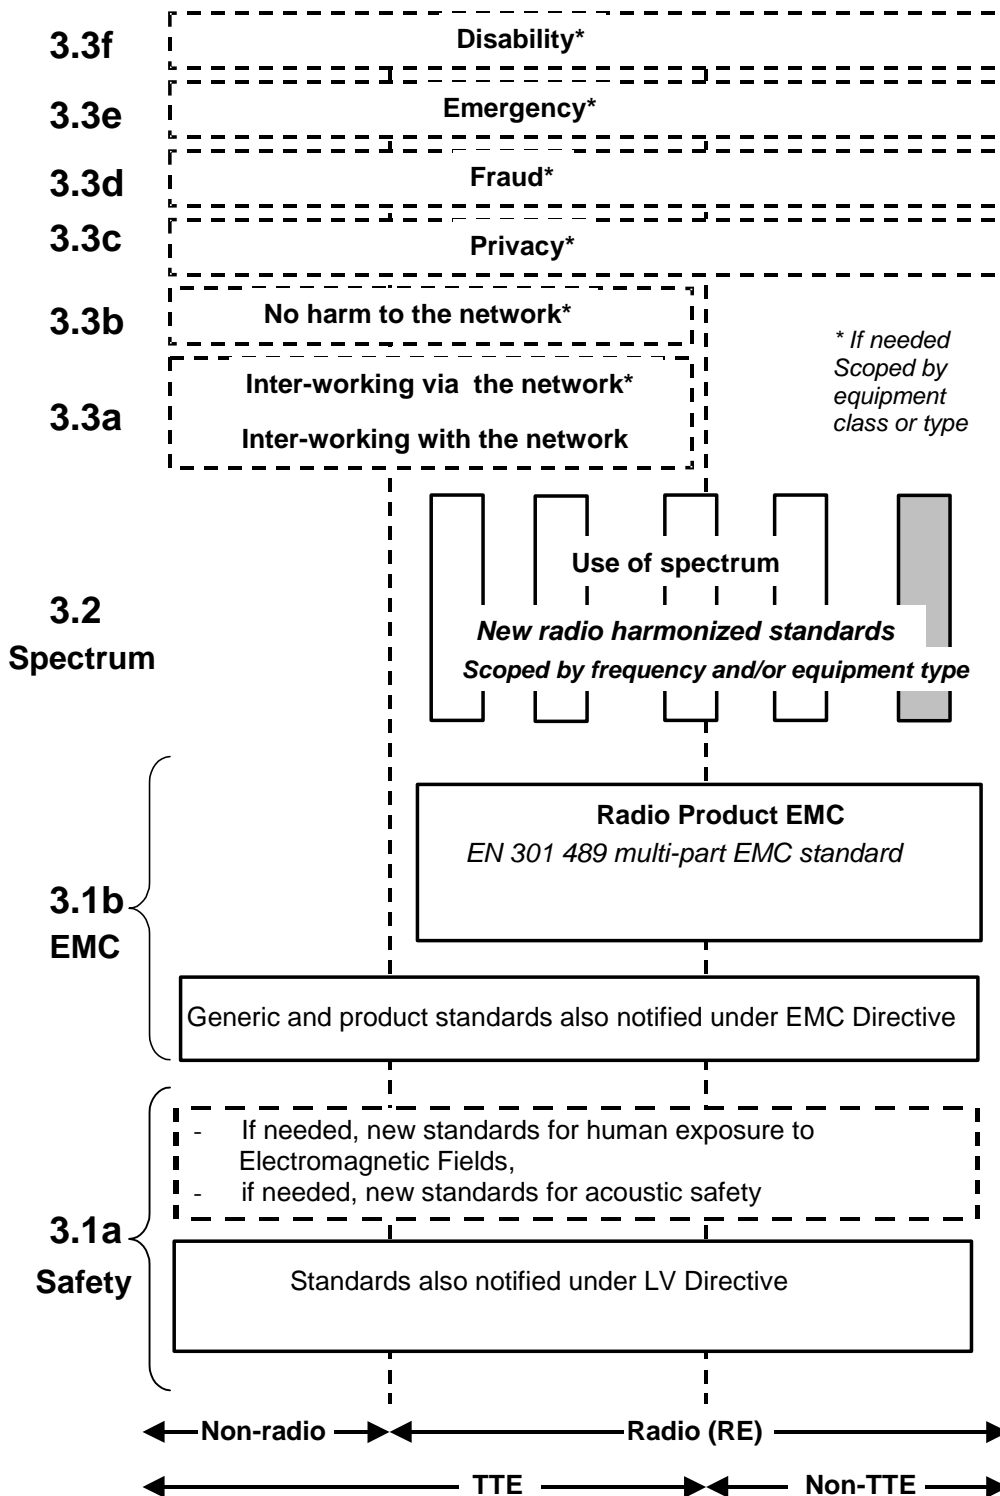 3.3f
Disability*
3.3e
Emergency*
3.3d
Fraud*
3.3c
Privacy*
3.3b
No harm to the network*
* If needed
Scoped by
equipment
class or type
3.3a
Inter-working via the network*
Inter-working with the network
3.2
Spectrum
Use of spectrum
New radio harmonized standards
Scoped by frequency and/or equipment type
3.1b
EMC
Radio Product EMC
EN 301 489 multi-part EMC standard
Generic and product standards also notified under EMC Directive
3.1a
Safety
- If needed, new standards for human exposure to
Electromagnetic Fields,
- if needed, new standards for acoustic safety
Standards also notified under LV Directive
Non-radio
Radio (RE)
TTE
Non-TTE